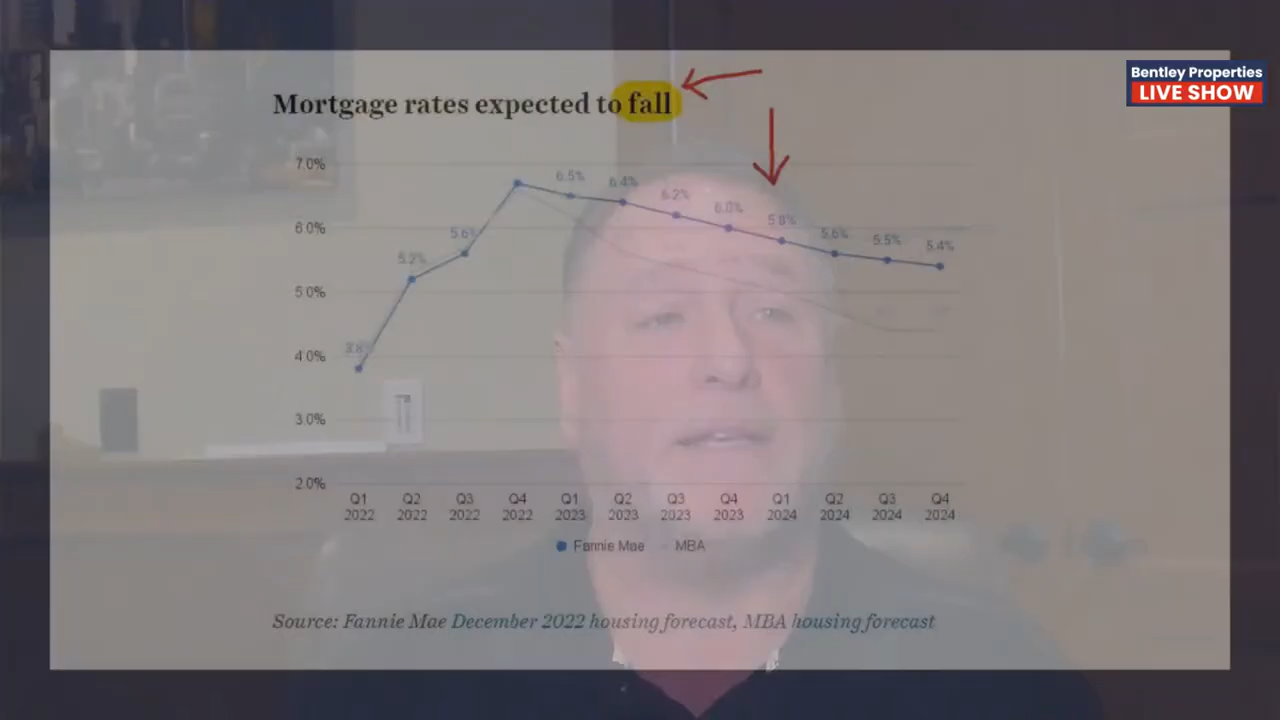 Bentley Properties
LIVE SHOW
Mortgage rates expected to fall
7.0%
6.0%
5.0%
4.0%
3.0%
2.0%
3.8%
5.2%
5.6%
6.5%
6.4%
6.2%
6.0%
5.8%
5.6%
5.5%
5.4%
Q1 Q2 Q3 Q4 Q1 Q2 Q3 Q4 Q1 Q2 Q3 Q4
2022 2022 2022 2022 2023 2023 2023 2023 2024 2024 2024 2024
Fannie Mae MBA
Source: Fannie Mae December 2022 housing forecast, MBA housing forecast